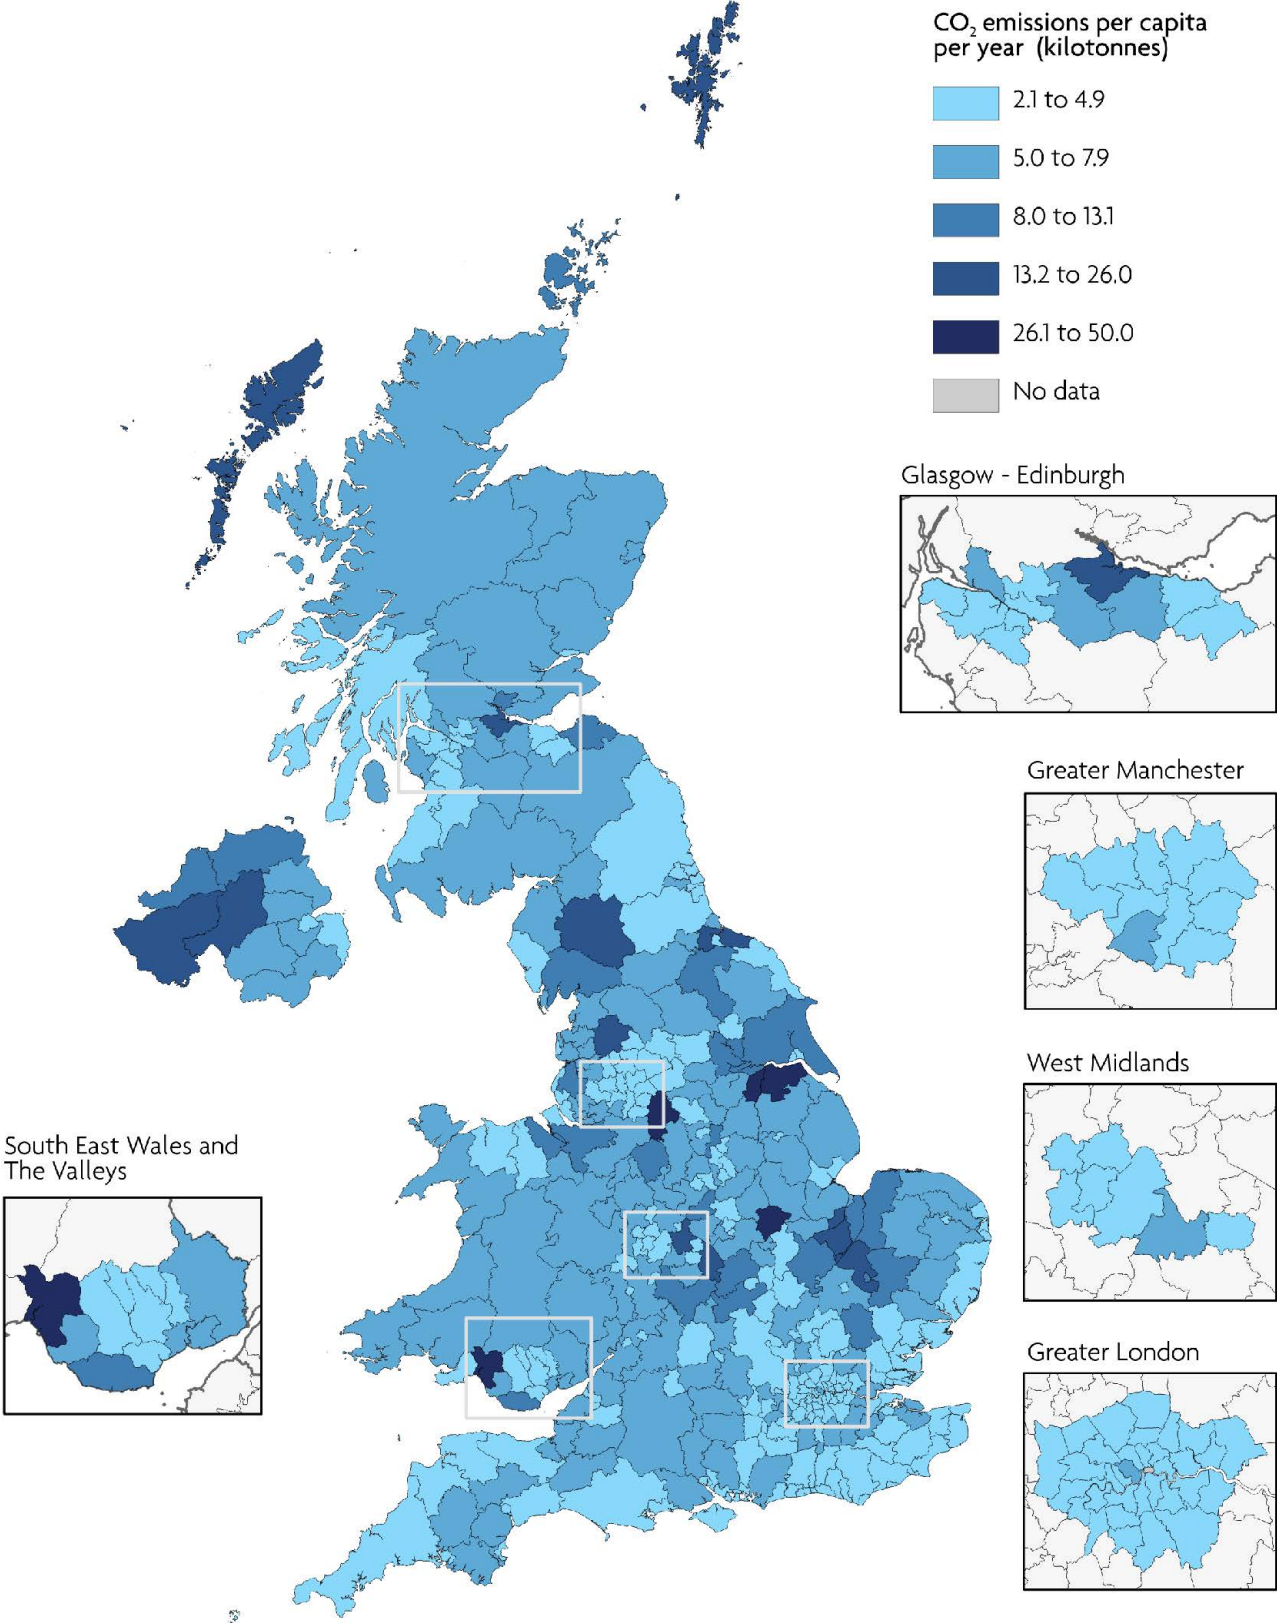 CO₂ emissions per capita
per year (kilotonnes)
2.1 to 4.9
5.0 to 7.9
8.0 to 13.1
13.2 to 26.0
26.1 to 50.0
No data
Glasgow - Edinburgh
Greater Manchester
West Midlands
South East Wales and
The Valleys
Greater London